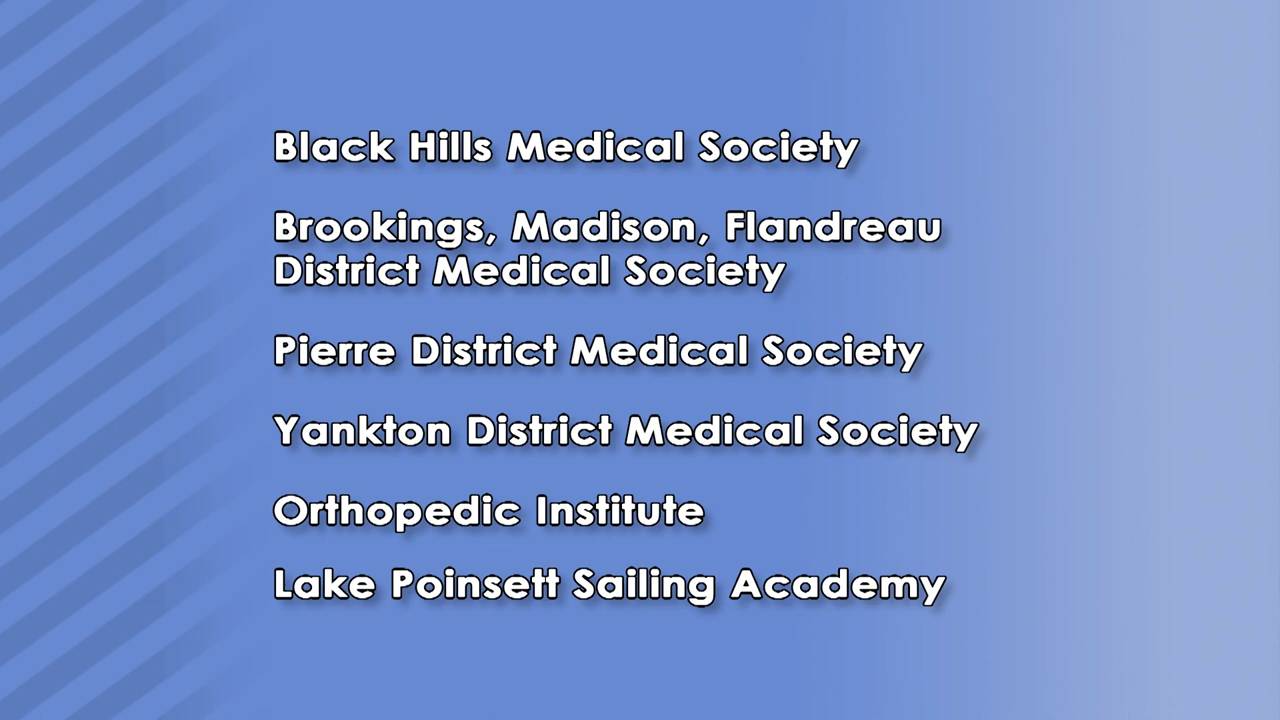 Black Hills Medical Society
Brookings, Madison, Flandreau
District Medical Society
Pierre District Medical Society
Yankton District Medical Society
Orthopedic Institute
Lake Poinsett Sailing Academy